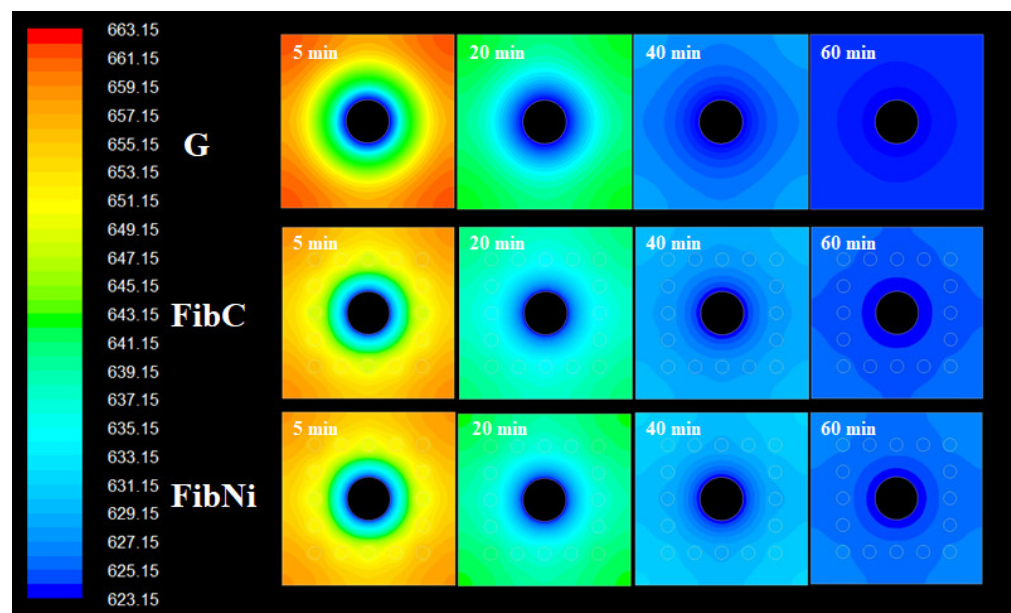 663.15
661.15
659.15
657.15
655.15
653.15
651.15
649.15
647.15
645.15
643.15
641.15
639.15
637.15
635.15
633.15
631.15
629.15
627.15
625.15
623.15
G
5 min
20 min
40 min
60 min
FibC
5 min
20 min
40 min
60 min
FibNi
5 min
20 min
40 min
60 min